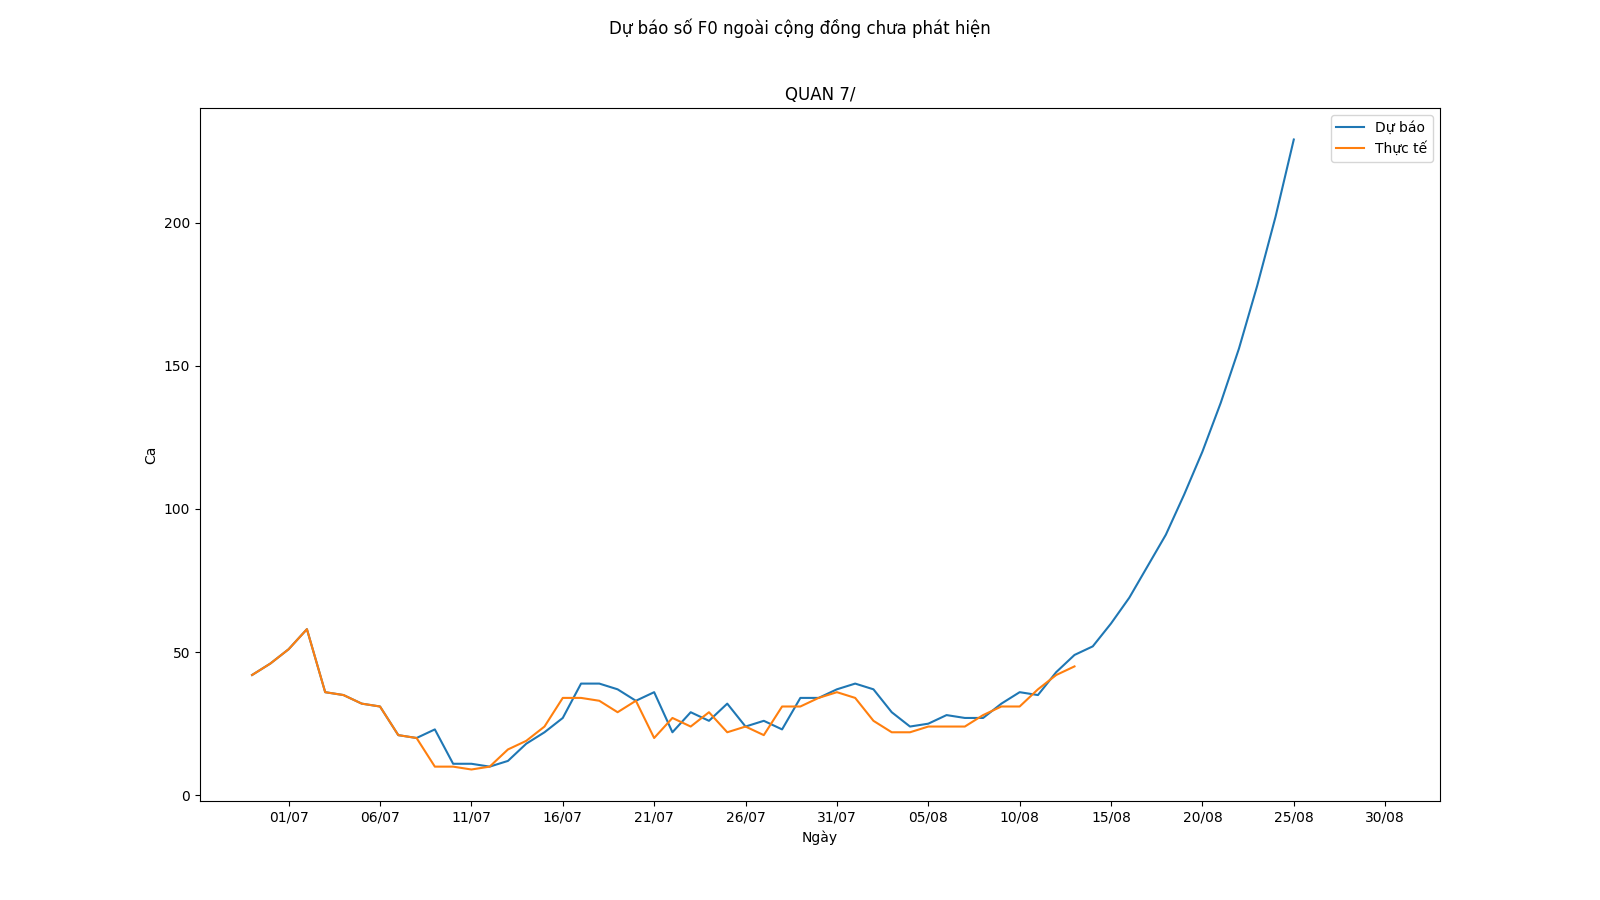 Dự báo số F0 ngoài cộng đồng chưa phát hiện
QUAN 7/
Dự báo
Thực tế
200
150
100
50
0
Ca
01/07 06/07 11/07 16/07 21/07 26/07 31/07 05/08 10/08 15/08 20/08 25/08 30/08
Ngày